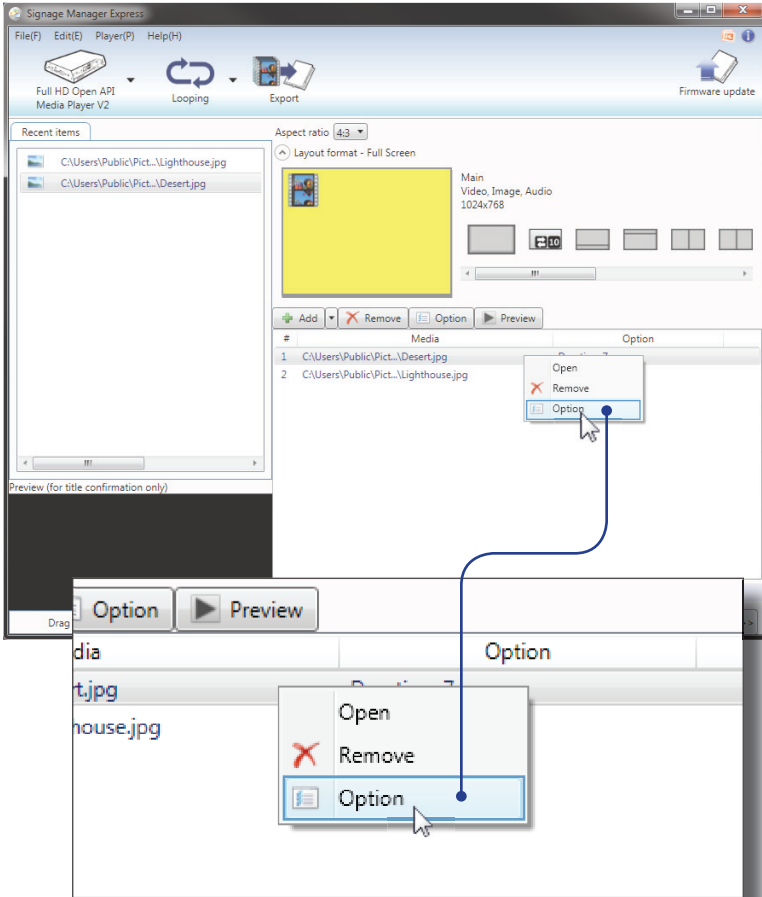 Signage Manager Express
File(F) Edit(E) Player(P) Help(H)
Full HD Open API
Media Player V2
Looping
Export
Firmware update
Recent items
C:\Users\Public\Pict...\Lighthouse.jpg
C:\Users\Public\Pict...\Desert.jpg
Aspect ratio 4:3
Layout format - Full Screen
Main
Video, Image, Audio
1024x768
10
Add Remove Option Preview
# Media Option
1 C:\Users\Public\Pict...\Desert.jpg
2 C:\Users\Public\Pict...\Lighthouse.jpg
Open
Remove
Option
Preview (for title confirmation only)
Drag
Option Preview
dia Option
t.jpg
house.jpg
Open
Remove
Option